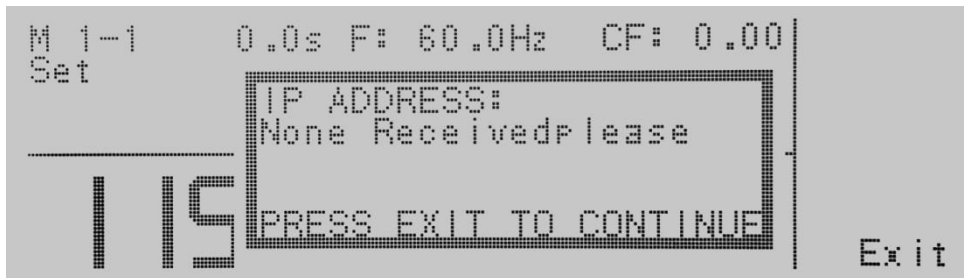 M 1-1 0.0s F: 60.0Hz CF: 0.00
Set
IP ADDRESS:
None Receivedplease
PRESS EXIT TO CONTINUE
115
Exit